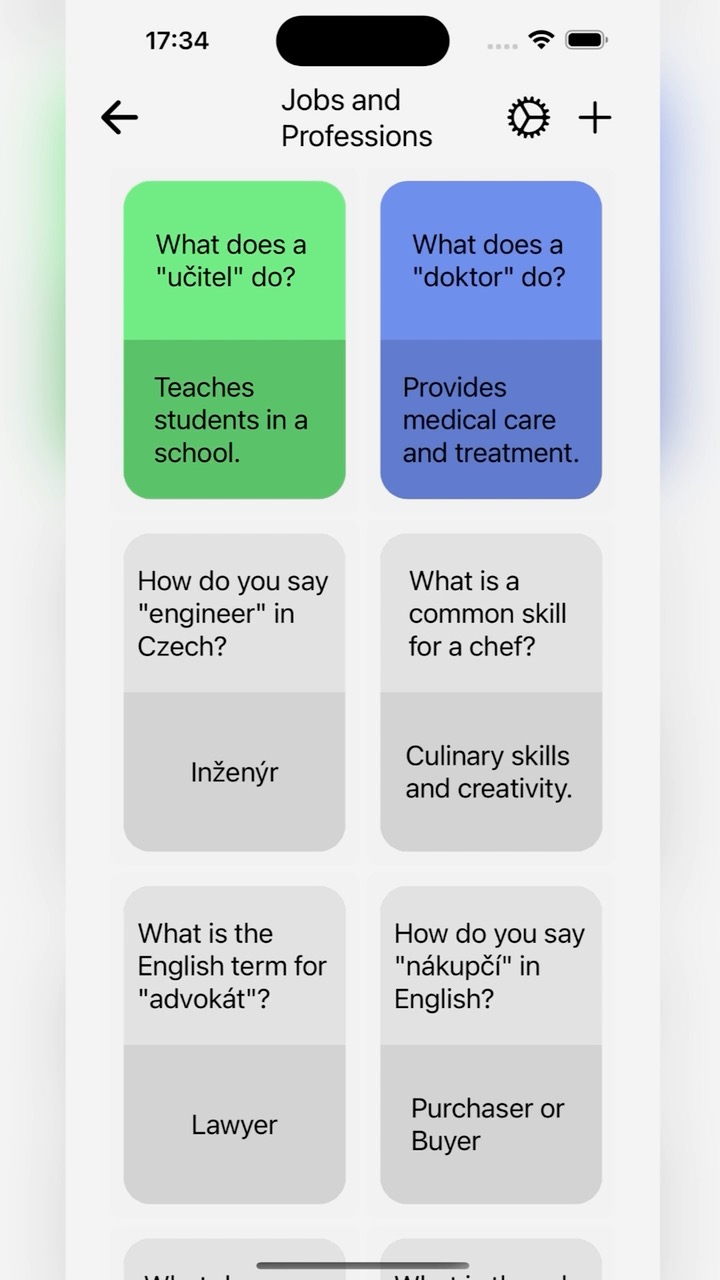 17:34
Jobs and
Professions
What does a
"učitel" do?
Teaches
students in a
school.
What does a
"doktor" do?
Provides
medical care
and treatment.
How do you say
"engineer" in
Czech?
Inženýr
What is a
common skill
for a chef?
Culinary skills
and creativity.
What is the
English term for
"advokát"?
Lawyer
How do you say
"nákupčí" in
English?
Purchaser or
Buyer